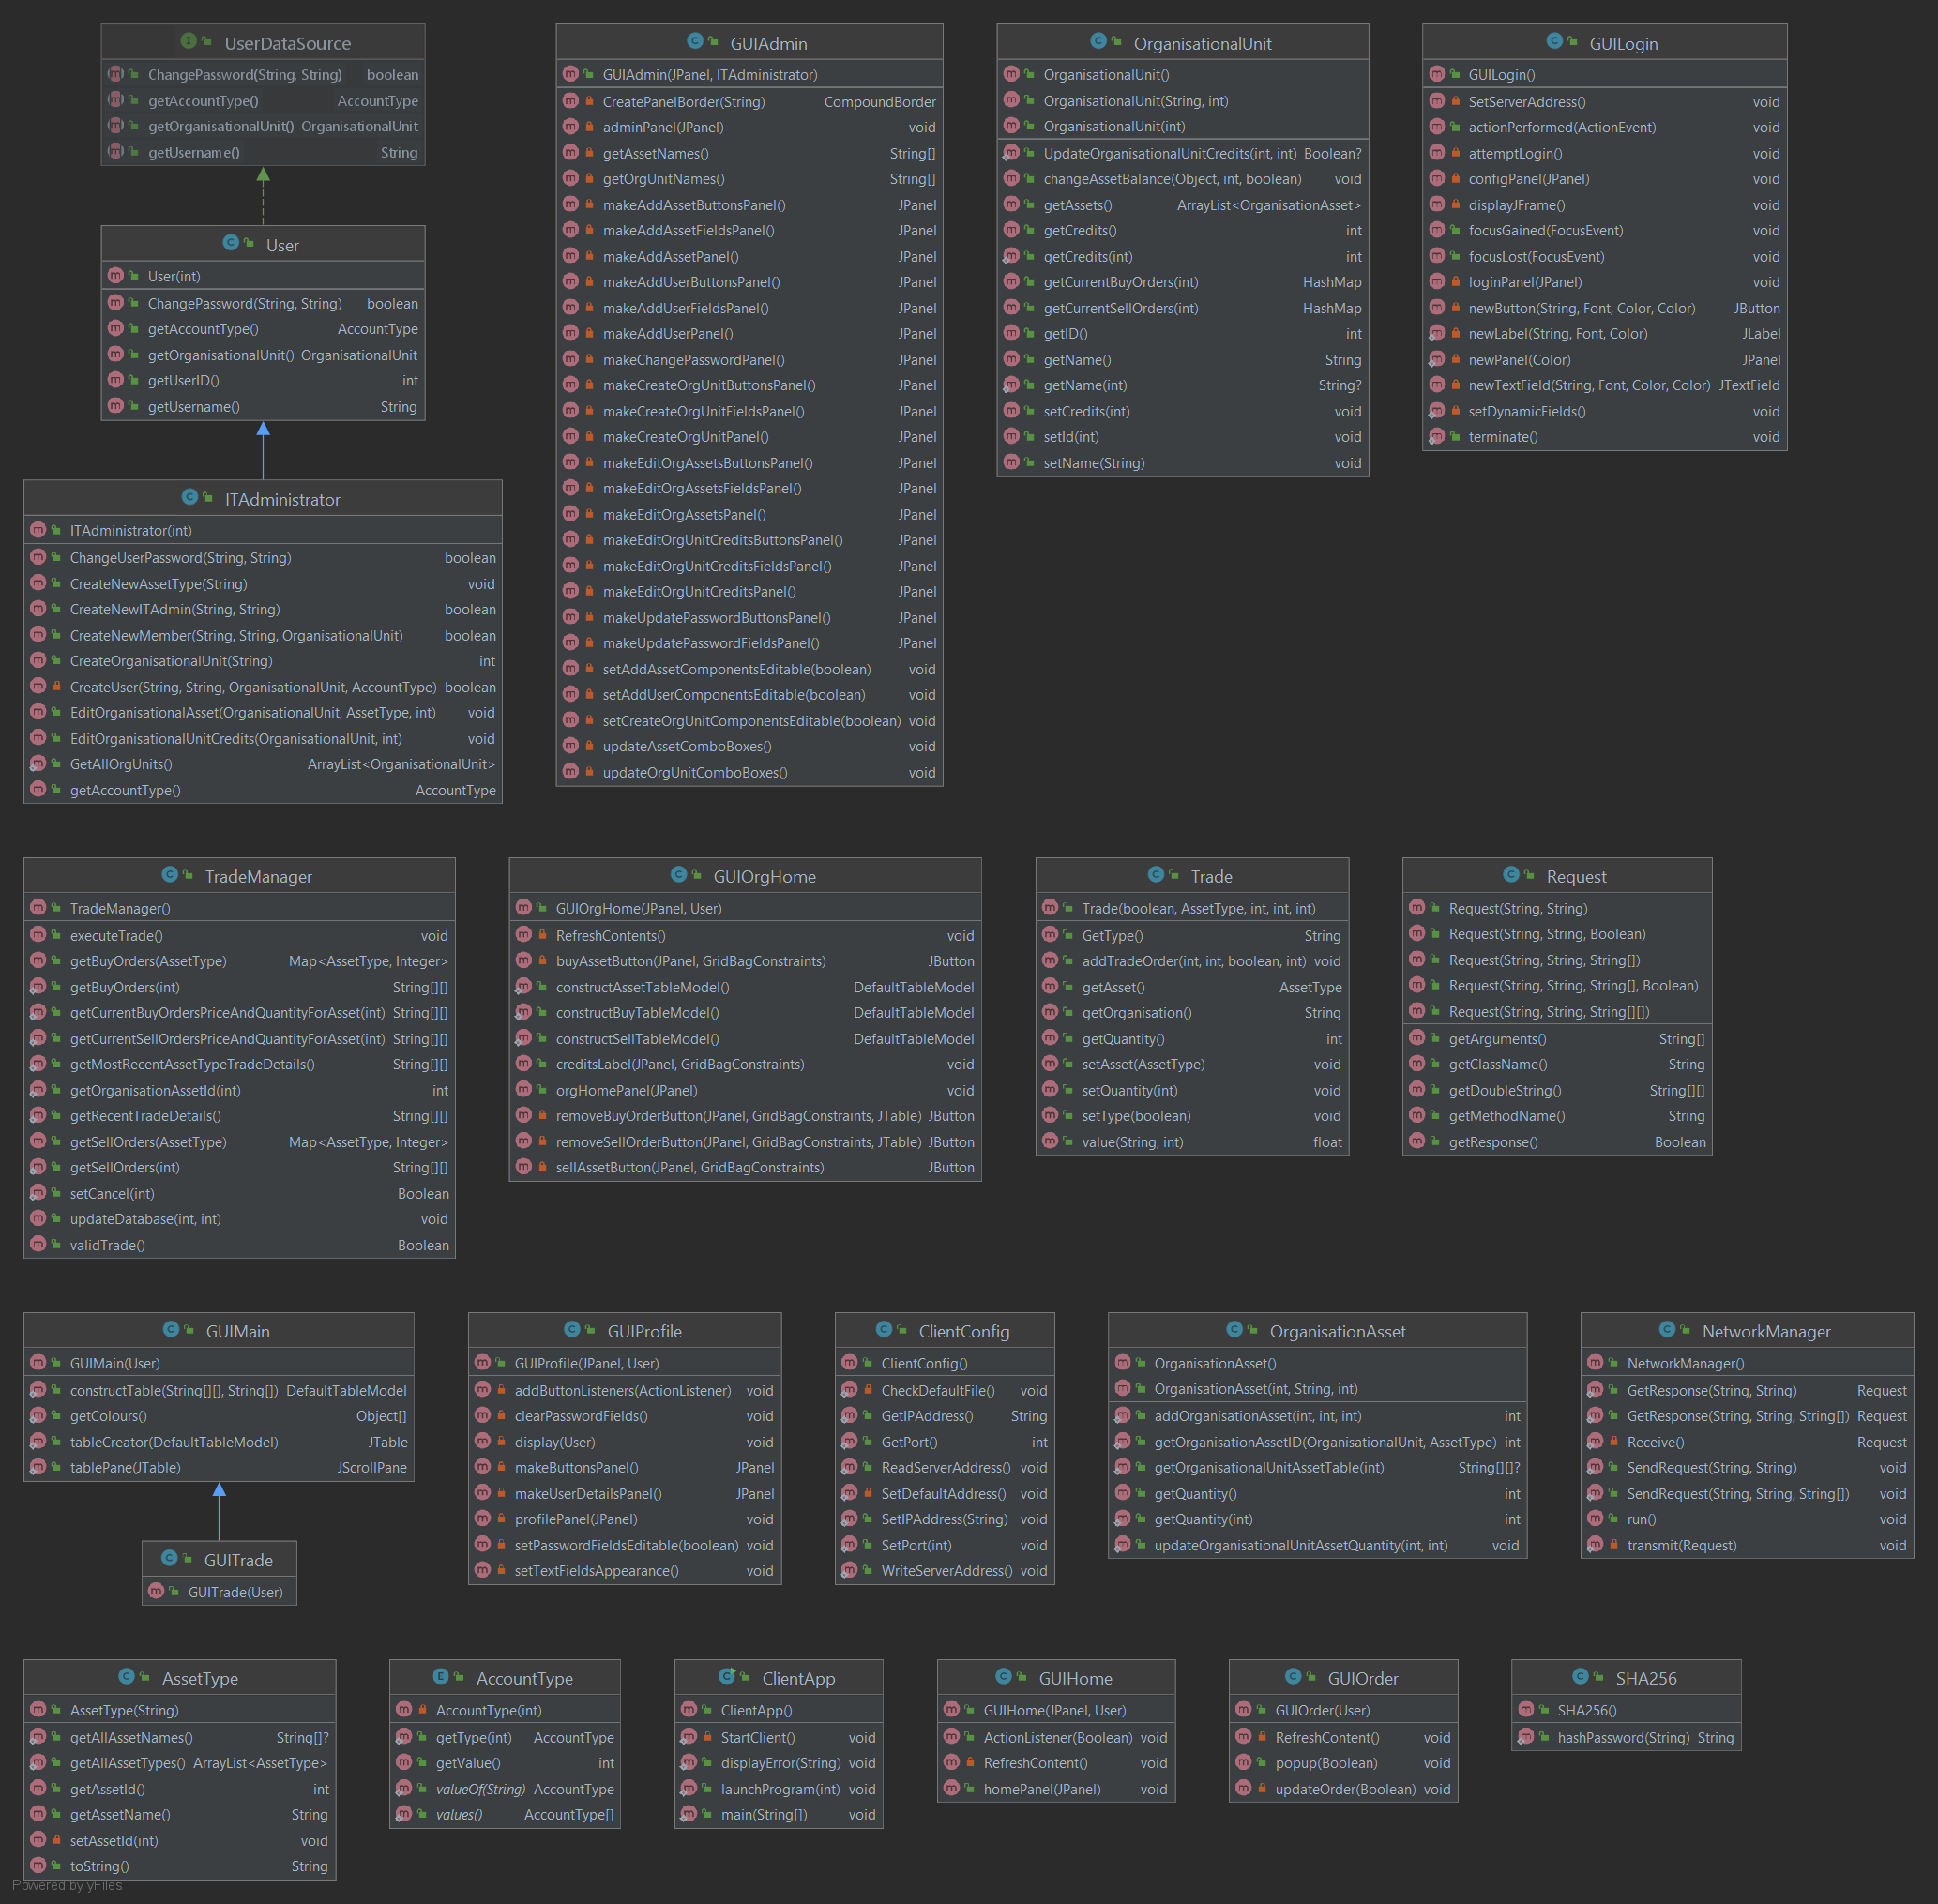 UserDataSource
ChangePassword(String, String) boolean
getAccountType() AccountType
getOrganisationalUnit() OrganisationalUnit
getUsername() String
User
User(int)
ChangePassword(String, String) boolean
getAccountType() AccountType
getOrganisationalUnit() OrganisationalUnit
getUserID() int
getUsername() String
ITAdministrator
ITAdministrator(int)
ChangeUserPassword(String, String) boolean
CreateNewAssetType(String) void
CreateNewITAdmin(String, String) boolean
CreateNewMember(String, String, OrganisationalUnit) boolean
CreateOrganisationalUnit(String) int
CreateUser(String, String, OrganisationalUnit, AccountType) boolean
EditOrganisationalAsset(OrganisationalUnit, AssetType, int) void
EditOrganisationalUnitCredits(OrganisationalUnit, int) void
GetAllOrgUnits() ArrayList<OrganisationalUnit>
getAccountType() AccountType
GUIAdmin
GUIAdmin(JPanel, ITAdministrator)
CreatePanelBorder(String) CompoundBorder
adminPanel(JPanel) void
getAssetNames() String[]
getOrgUnitNames() String[]
makeAddAssetButtonsPanel() JPanel
makeAddAssetFieldsPanel() JPanel
makeAddAssetPanel() JPanel
makeAddUserButtonsPanel() JPanel
makeAddUserFieldsPanel() JPanel
makeAddUserPanel() JPanel
makeChangePasswordPanel() JPanel
makeCreateOrgUnitButtonsPanel() JPanel
makeCreateOrgUnitFieldsPanel() JPanel
makeCreateOrgUnitPanel() JPanel
makeEditOrgAssetsButtonsPanel() JPanel
makeEditOrgAssetsFieldsPanel() JPanel
makeEditOrgAssetsPanel() JPanel
makeEditOrgUnitCreditsButtonsPanel() JPanel
makeEditOrgUnitCreditsFieldsPanel() JPanel
makeEditOrgUnitCreditsPanel() JPanel
makeUpdatePasswordButtonsPanel() JPanel
makeUpdatePasswordFieldsPanel() JPanel
setAddAssetComponentsEditable(boolean) void
setAddUserComponentsEditable(boolean) void
setCreateOrgUnitComponentsEditable(boolean) void
updateAssetComboBoxes() void
updateOrgUnitComboBoxes() void
OrganisationalUnit
OrganisationalUnit()
OrganisationalUnit(String, int)
OrganisationalUnit(int)
UpdateOrganisationalUnitCredits(int, int) Boolean?
changeAssetBalance(Object, int, boolean) void
getAssets() ArrayList<OrganisationAsset>
getCredits() int
getCredits(int) int
getCurrentBuyOrders(int) HashMap
getCurrentSellOrders(int) HashMap
getID() int
getName() String
getName(int) String?
setCredits(int) void
setId(int) void
setName(String) void
GUILogin
GUILogin()
SetServerAddress() void
actionPerformed(ActionEvent) void
attemptLogin() void
configPanel(JPanel) void
displayJFrame() void
focusGained(FocusEvent) void
focusLost(FocusEvent) void
loginPanel(JPanel) void
newButton(String, Font, Color, Color) JButton
newLabel(String, Font, Color) JLabel
newPanel(Color) JPanel
newTextField(String, Font, Color, Color) JTextField
setDynamicFields() void
terminate() void
TradeManager
TradeManager()
executeTrade() void
getBuyOrders(AssetType) Map<AssetType, Integer>
getBuyOrders(int) String[][]
getCurrentBuyOrdersPriceAndQuantityForAsset(int) String[][]
getCurrentSellOrdersPriceAndQuantityForAsset(int) String[][]
getMostRecentAssetTypeTradeDetails() String[][]
getOrganisationAssetId(int) int
getRecentTradeDetails() String[][]
getSellOrders(AssetType) Map<AssetType, Integer>
getSellOrders(int) String[][]
setCancel(int) Boolean
updateDatabase(int, int) void
validTrade() Boolean
GUIOrgHome
GUIOrgHome(JPanel, User)
RefreshContents() void
buyAssetButton(JPanel, GridBagConstraints) JButton
constructAssetTableModel() DefaultTableModel
constructBuyTableModel() DefaultTableModel
constructSellTableModel() DefaultTableModel
creditsLabel(JPanel, GridBagConstraints) void
orgHomePanel(JPanel) void
removeBuyOrderButton(JPanel, GridBagConstraints, JTable) JButton
removeSellOrderButton(JPanel, GridBagConstraints, JTable) JButton
sellAssetButton(JPanel, GridBagConstraints) JButton
Trade
Trade(boolean, AssetType, int, int, int)
GetType() String
addTradeOrder(int, int, boolean, int) void
getAsset() AssetType
getOrganisation() String
getQuantity() int
setAsset(AssetType) void
setQuantity(int) void
setType(boolean) void
value(String, int) float
Request
Request(String, String)
Request(String, String, Boolean)
Request(String, String, String[])
Request(String, String, String[], Boolean)
Request(String, String, String[][])
getArguments() String[]
getClassName() String
getDoubleString() String[][]
getMethodName() String
getResponse() Boolean
GUIMain
GUIMain(User)
constructTable(String[][], String[]) DefaultTableModel
getColours() Object[]
tableCreator(DefaultTableModel) JTable
tablePane(JTable) JScrollPane
GUITrade
GUITrade(User)
GUIProfile
GUIProfile(JPanel, User)
addButtonListeners(ActionListener) void
clearPasswordFields() void
display(User) void
makeButtonsPanel() JPanel
makeUserDetailsPanel() JPanel
profilePanel(JPanel) void
setPasswordFieldsEditable(boolean) void
setTextFieldsAppearance() void
ClientConfig
ClientConfig()
CheckDefaultFile() void
GetIPAddress() String
GetPort() int
ReadServerAddress() void
SetDefaultAddress() void
SetIPAddress(String) void
SetPort(int) void
WriteServerAddress() void
OrganisationAsset
OrganisationAsset()
OrganisationAsset(int, String, int)
addOrganisationAsset(int, int, int) int
getOrganisationAssetID(OrganisationalUnit, AssetType) int
getOrganisationalUnitAssetTable(int) String[][]?
getQuantity() int
getQuantity(int) int
updateOrganisationalUnitAssetQuantity(int, int) void
NetworkManager
NetworkManager()
GetResponse(String, String) Request
GetResponse(String, String, String[]) Request
Receive() Request
SendRequest(String, String) void
SendRequest(String, String, String[]) void
run() void
transmit(Request) void
AssetType
AssetType(String)
getAllAssetNames() String[]?
getAllAssetTypes() ArrayList<AssetType>
getAssetId() int
getAssetName() String
setAssetId(int) void
toString() String
AccountType
AccountType(int)
getType(int) AccountType
getValue() int
valueOf(String) AccountType
values() AccountType[]
ClientApp
ClientApp()
StartClient() void
displayError(String) void
launchProgram(int) void
main(String[]) void
GUIHome
GUIHome(JPanel, User)
ActionListener(Boolean) void
RefreshContent() void
homePanel(JPanel) void
GUIOrder
GUIOrder(User)
RefreshContent() void
popup(Boolean) void
updateOrder(Boolean) void
SHA256
SHA256()
hashPassword(String) String
Powered by yFiles